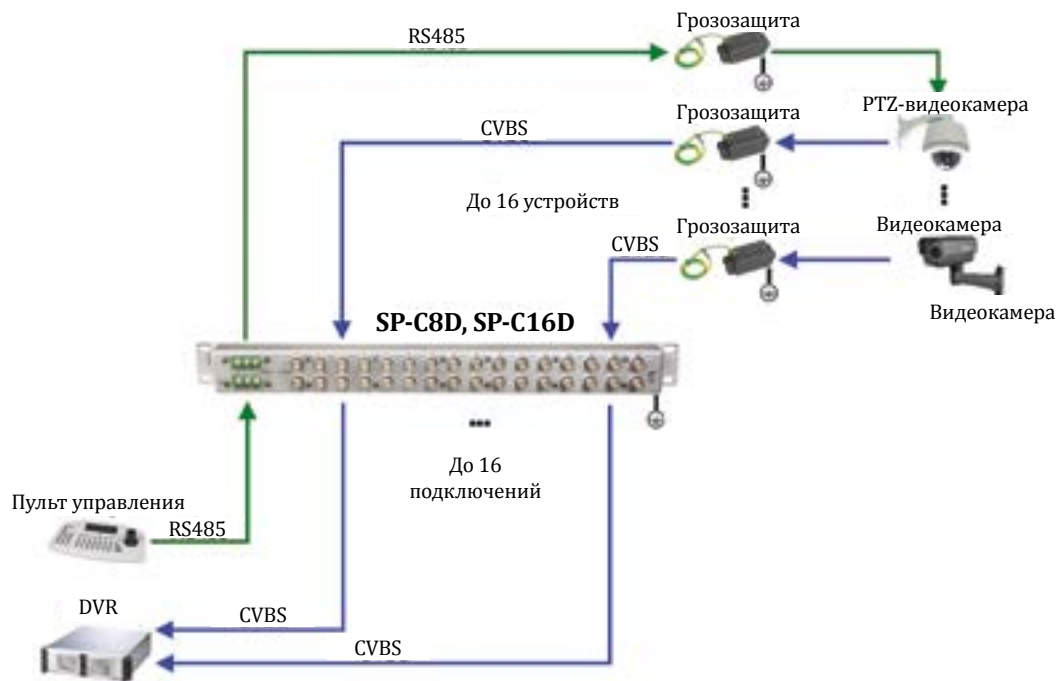 Грозозащита
RS485
PTZ-видеокамера
Грозозащита
CVBS
До 16 устройств
Грозозащита
Видеокамера
CVBS
Видеокамера
SP-C8D, SP-C16D
До 16
подключений
Пульт управления
RS485
DVR
CVBS
CVBS